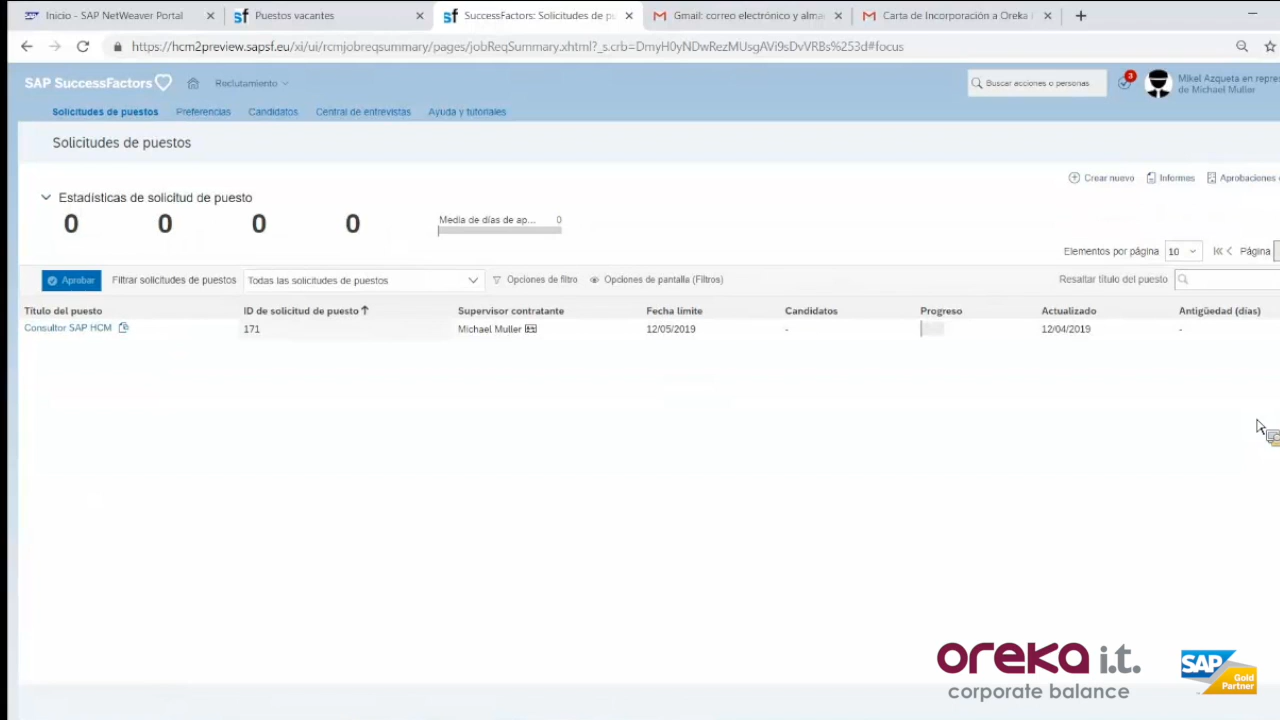 Inicio - SAP NetWeaver Portal
Puestos vacantes
SuccessFactors: Solicitudes de
Gmail: correo electrónico y
Carta de Incorporación a Oreka
https://hcm2preview.sapsf.eu/xi/ui/rcmjobreqsummary/pages/jobReqSummary.xhtml?_s.crb=DmyH0yNDwRezMUsgAVi9sDvVRBs%253d#focus
SAP SuccessFactors
Reclutamiento
Buscar acciones o personas
3
Mikel Azqueta en
de Michael Muller
Solicitudes de puestos
Preferencias
Candidatos
Central de entrevistas
Ayuda y tutoriales
Solicitudes de puestos
Crear nuevo
Informes
Aprobaciones
Estadísticas de solicitud de puesto
0 0 0 0
Media de días de ap... 0
Elementos por página 10
Página
Aprobar
Filtrar solicitudes de puestos
Todas las solicitudes de puestos
Opciones de filtro
Opciones de pantalla (Filtros)
Resaltar título del puesto
Título del puesto ID de solicitud de puesto Supervisor contratante Fecha límite Candidatos Progreso Actualizado Antigüedad (días)
Consultor SAP HCM 171 Michael Muller 12/05/2019 - 12/04/2019 -
oreka i.t.
corporate balance
SAP
Gold
Partner